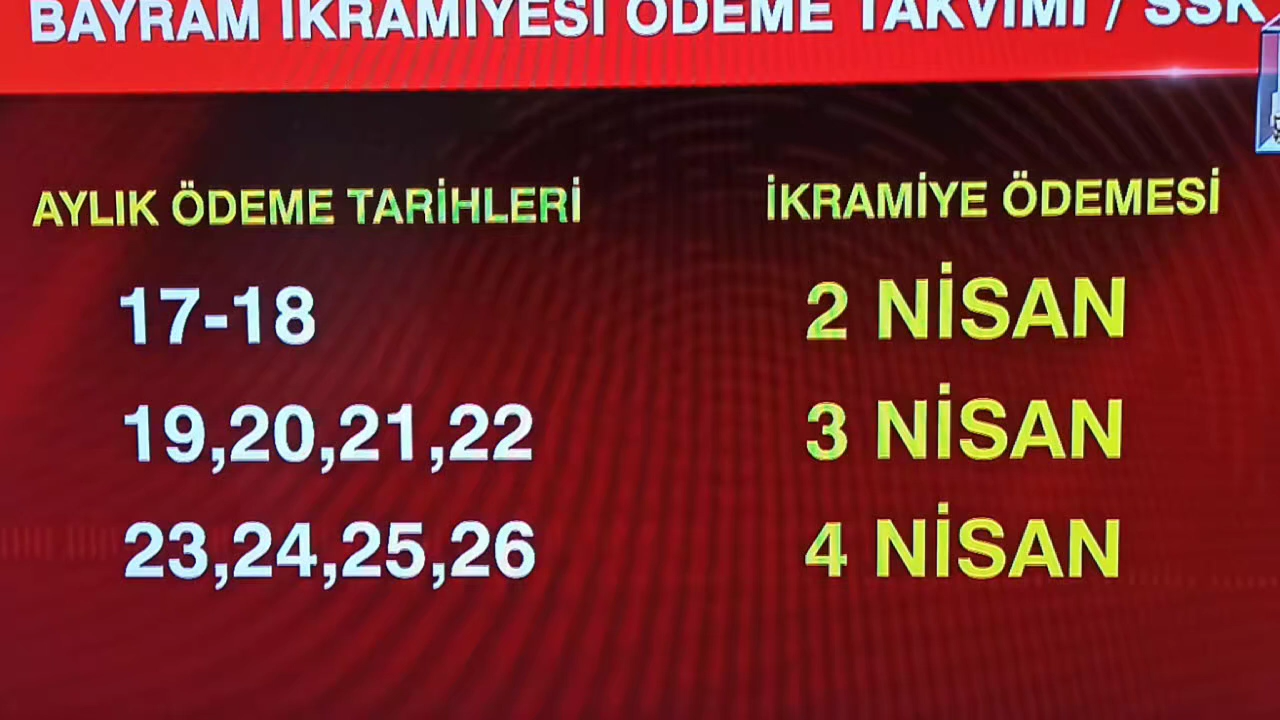 BAYRAM İKRAMİYESİ ÖDEME TAKVİMİ / SSK
AYLIK ÖDEME TARİHLERİ İKRAMİYE ÖDEMESİ
17-18 2 NİSAN
19,20,21,22 3 NİSAN
23,24,25,26 4 NİSAN